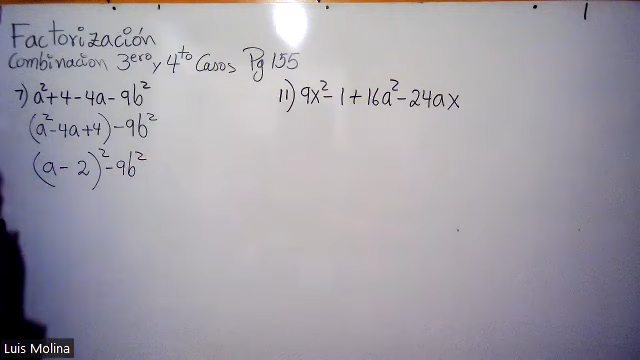 Factorización
Combinacion 3ero y 4to Casos Pg 155
7) a²+4-4a-9b²
(a²-4a+4)-9b²
(a-2)²-9b²
11) 9x²-1+16a²-24ax
Luis Molina